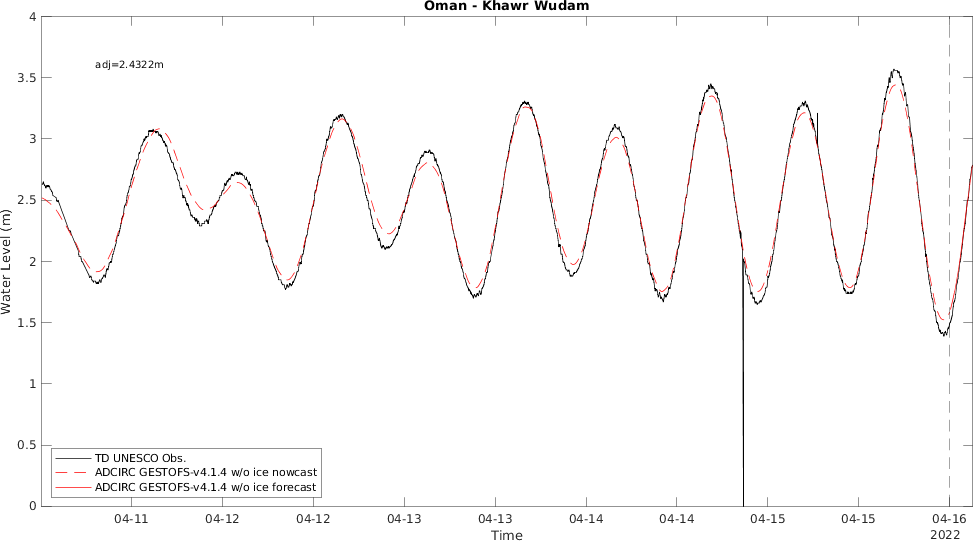 Oman - Khawr Wudam
adj=2.4322m
4
3.5
3
2.5
2
1.5
1
0.5
0
Water Level (m)
TD UNESCO Obs.
ADCIRC GESTOFS-v4.1.4 w/o ice nowcast
ADCIRC GESTOFS-v4.1.4 w/o ice forecast
04-11 04-12 04-12 04-13 04-13 04-14 04-14 04-15 04-15 04-16
2022
Time